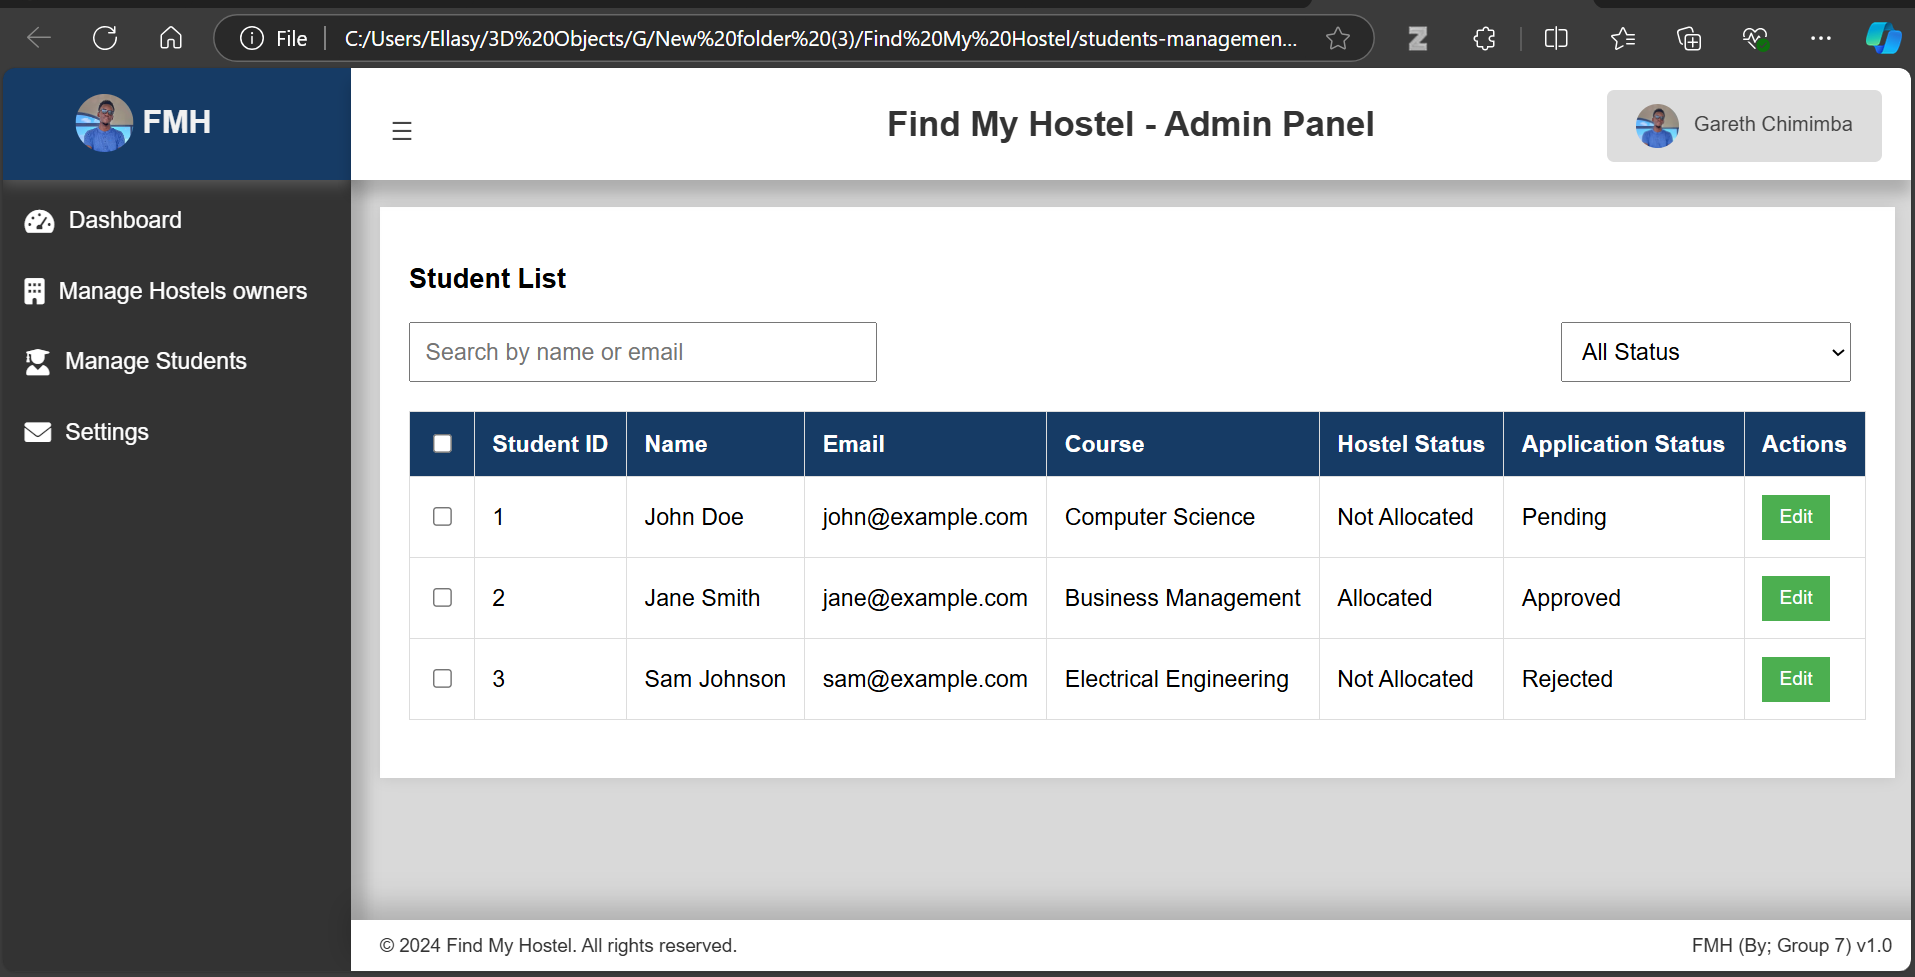 File C:/Users/Ellasy/3D%20Objects/G/New%20folder%20(3)/Find%20My%20Hostel/students-managemen...
FMH
Find My Hostel - Admin Panel
Gareth Chimimba
Dashboard
Manage Hostels owners
Manage Students
Settings
Student List
Search by name or email
All Status
Student ID Name Email Course Hostel Status Application Status Actions
1 John Doe john@example.com Computer Science Not Allocated Pending Edit
2 Jane Smith jane@example.com Business Management Allocated Approved Edit
3 Sam Johnson sam@example.com Electrical Engineering Not Allocated Rejected Edit
© 2024 Find My Hostel. All rights reserved.
FMH (By; Group 7) v1.0